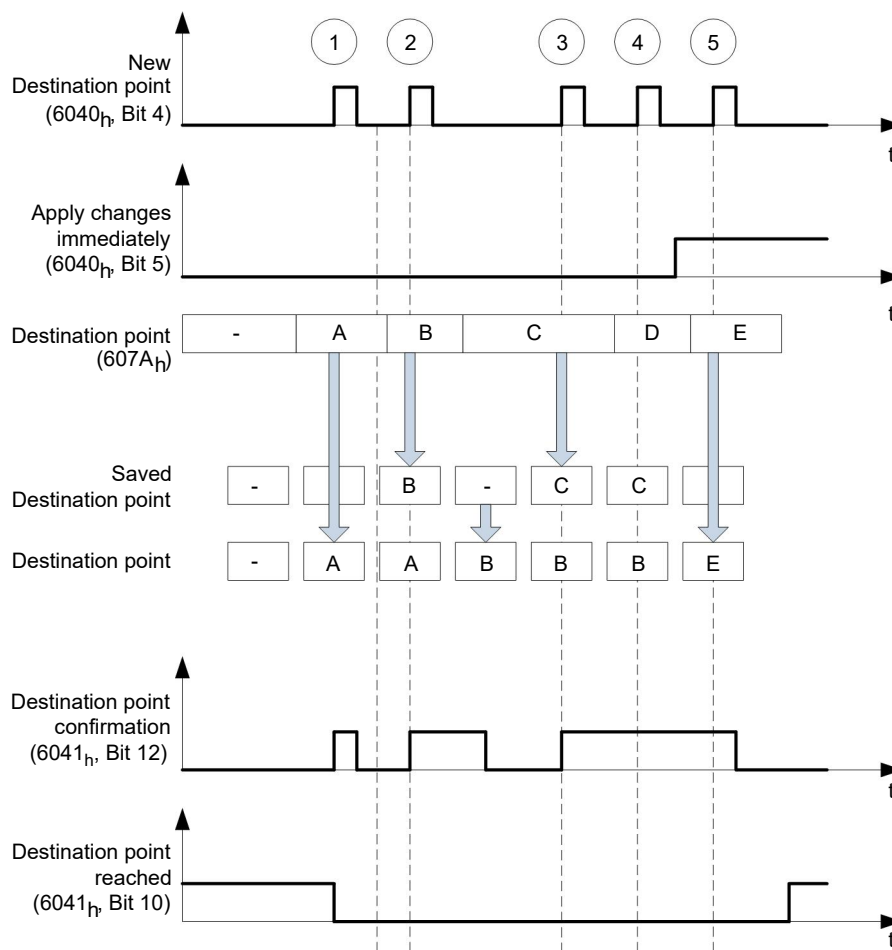 1 2 3 4 5
New
Destination point
(6040h, Bit 4)
t
Apply changes
immediately
(6040h, Bit 5)
t
Destination point
(607Ah)
- A B C D E
Saved
Destination point
- B - C C
Destination point
- A A B B B E
Destination point
confirmation
(6041h, Bit 12)
t
Destination point
reached
(6041h, Bit 10)
t